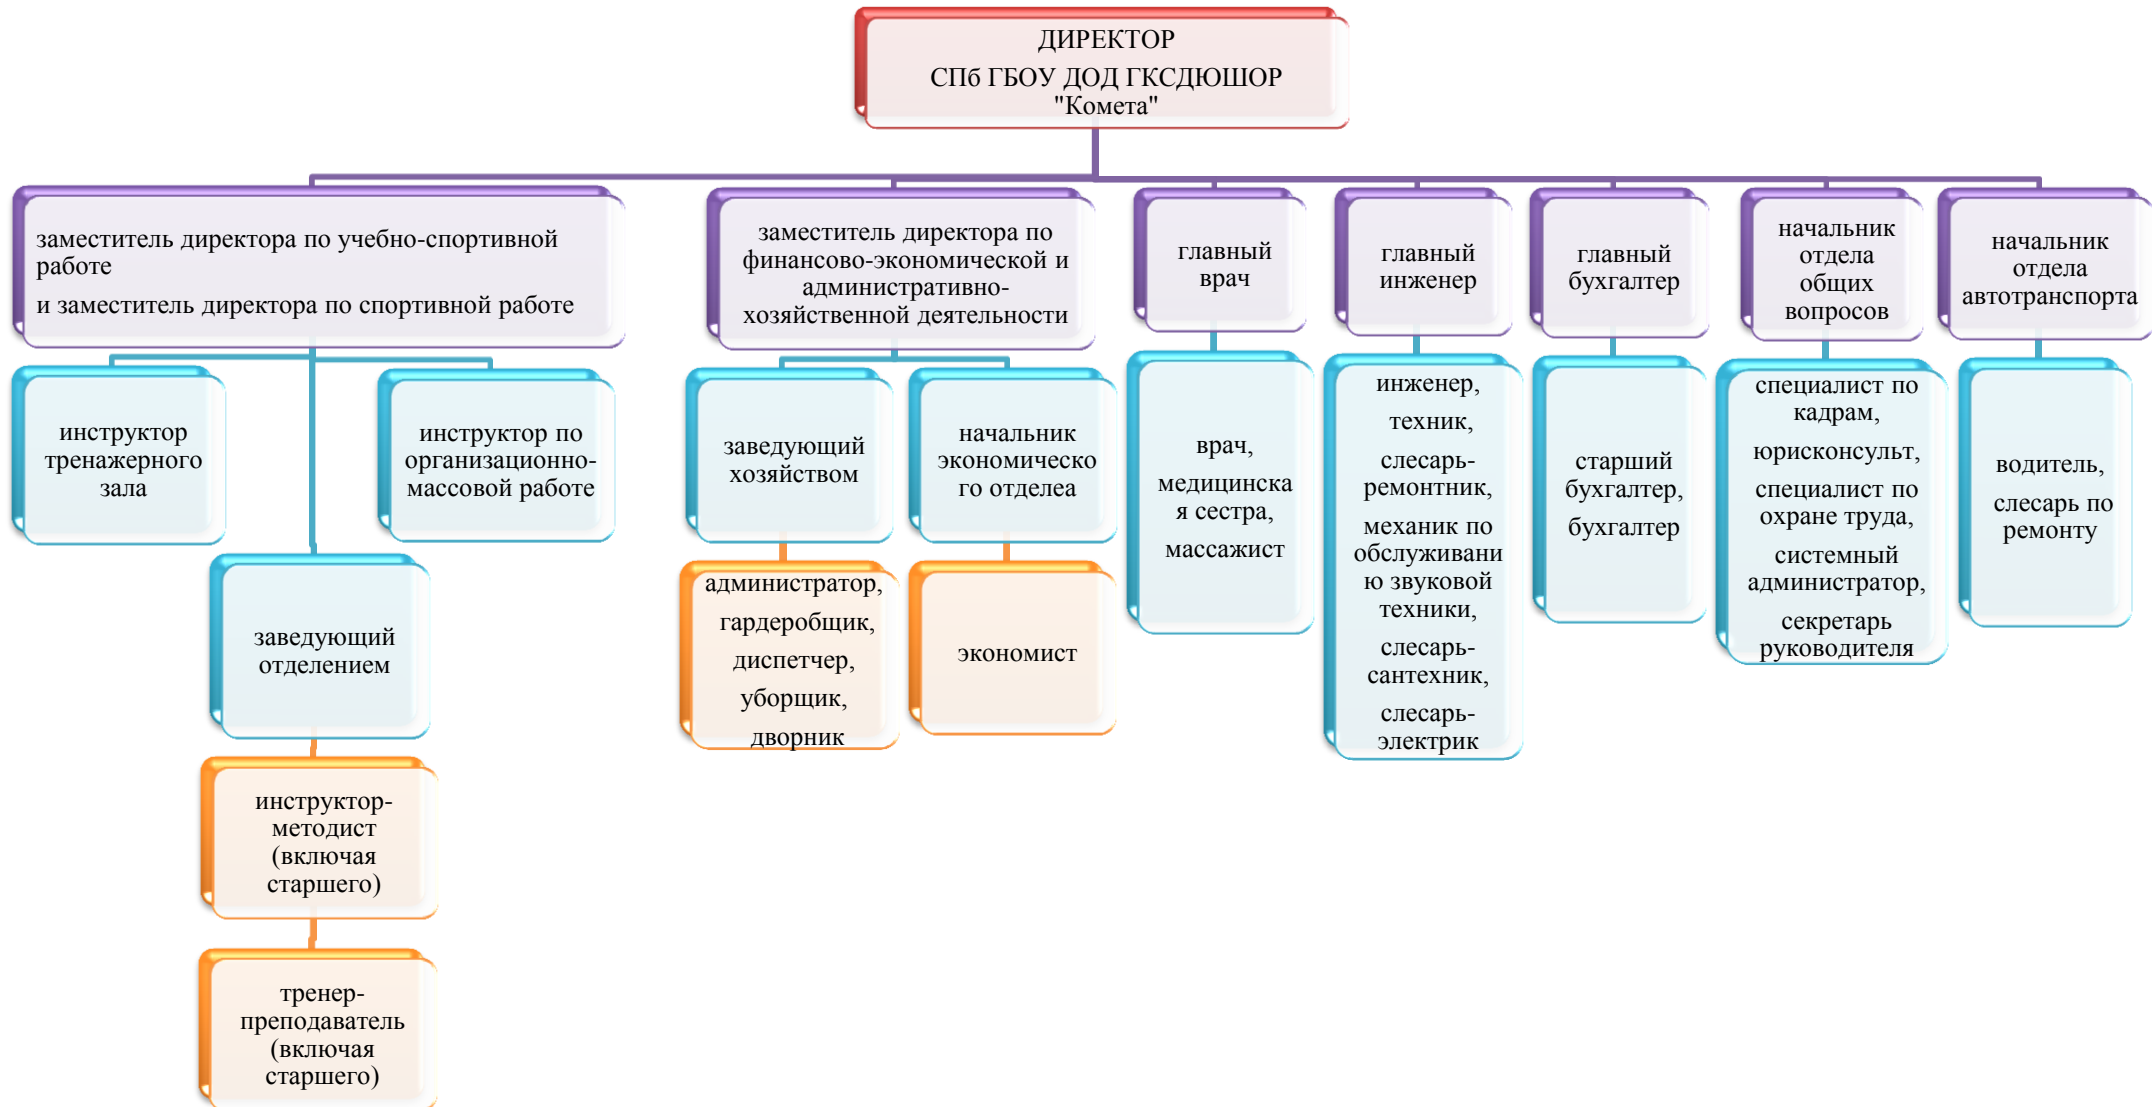 ДИРЕКТОР
СПб ГБОУ ДОД ГКСДЮШОР
"Комета"
заместитель директора по учебно-спортивной
работе
и заместитель директора по спортивной работе
заместитель директора по
финансово-экономической и
административно-
хозяйственной деятельности
главный
врач
главный
инженер
главный
бухгалтер
начальник
отдела
общих
вопросов
начальник
отдела
автотранспорта
инструктор
тренажерного
зала
инструктор по
организационно-
массовой работе
заведующий
хозяйством
начальник
экономическо
го отделеа
врач,
медицинска
я сестра,
массажист
инженер,
техник,
слесарь-
ремонтник,
механик по
обслуживани
ю звуковой
техники,
слесарь-
сантехник,
слесарь-
электрик
старший
бухгалтер,
бухгалтер
специалист по
кадрам,
юрисконсульт,
специалист по
охране труда,
системный
администратор,
секретарь
руководителя
водитель,
слесарь по
ремонту
заведующий
отделением
администратор,
гардеробщик,
диспетчер,
уборщик,
дворник
экономист
инструктор-
методист
(включая
старшего)
тренер-
преподаватель
(включая
старшего)